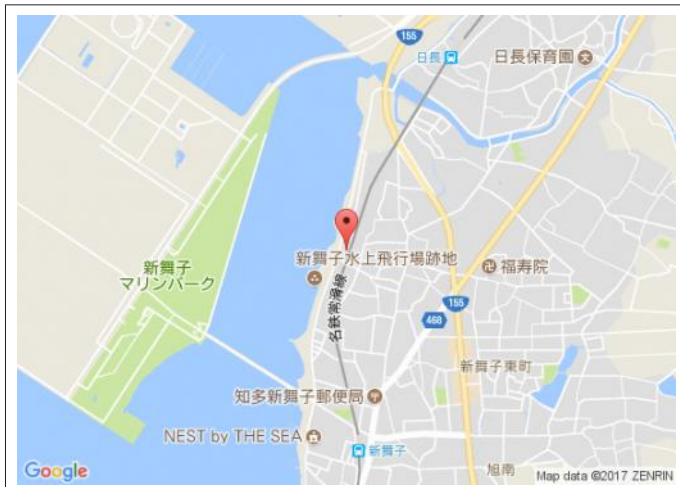 155
日長
日長保育園
新舞子
マリンパーク
新舞子水上飛行場跡地
福寿院
名鉄常滑線
155
468
新舞子東町
知多新舞子郵便局
NEST by THE SEA
新舞子
旭南
Google
Map data ©2017 ZENRIN